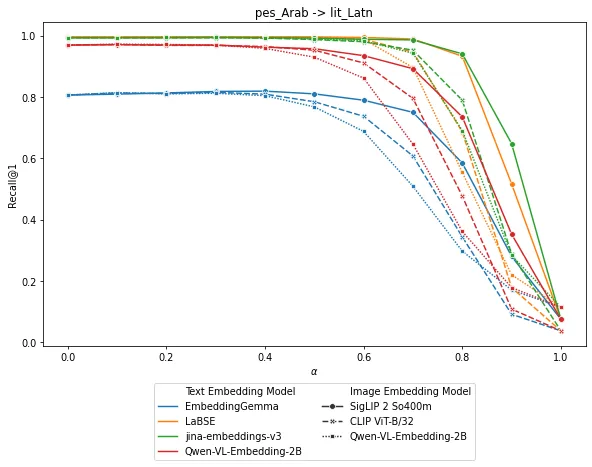 pes_Arab -> lit_Latn
Recall@1
1.0
0.8
0.6
0.4
0.2
0.0
0.0 0.2 0.4 0.6 0.8 1.0
α
Text Embedding Model Image Embedding Model
EmbeddingGemma SigLIP 2 So400m
LaBSE CLIP ViT-B/32
jina-embeddings-v3 Qwen-VL-Embedding-2B
Qwen-VL-Embedding-2B